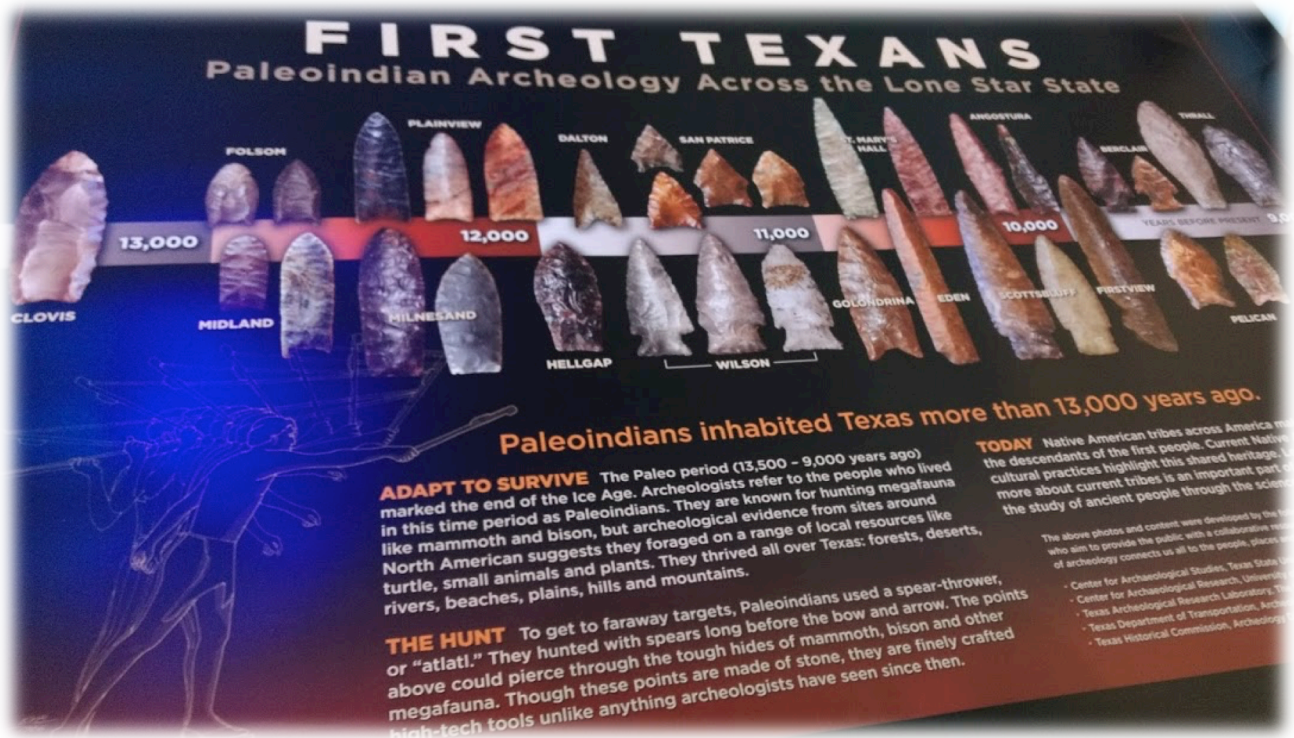 FIRST TEXANS
Paleoindian Archeology Across the Lone Star State
CLOVIS
13,000
FOLSOM
MIDLAND
PLAINVIEW
MILNESAND
12,000
DALTON
HELLGAP
SAN PATRICE
WILSON
11,000
T. MARY'S
HALL
GOLONDRINA
ANGOSTURA
EDEN
SCOTTSBLUFF
10,000
FIRSTVIEW
BERCLAIR
THRALL
YEARS BEFORE PRESENT
9,0
PELICAN
Paleoindians inhabited Texas more than 13,000 years ago.
ADAPT TO SURVIVE The Paleo period (13,500 – 9,000 years ago)
marked the end of the Ice Age. Archeologists refer to the people who lived
in this time period as Paleoindians. They are known for hunting megafauna
like mammoth and bison, but archeological evidence from sites around
North American suggests they foraged on a range of local resources like
turtle, small animals and plants. They thrived all over Texas: forests, deserts,
rivers, beaches, plains, hills and mountains.
THE HUNT To get to faraway targets, Paleoindians used a spear-thrower,
or “atlatl.” They hunted with spears long before the bow and arrow. The points
above could pierce through the tough hides of mammoth, bison and other
megafauna. Though these points are made of stone, they are finely crafted
high-tech tools unlike anything archeologists have seen since then.
TODAY Native American tribes across America
the descendants of the first people. Current Native
cultural practices highlight this shared heritage.
more about current tribes is an important part
the study of ancient people through the
The above photos and content were developed by the
who aim to provide the public with a collaborative
of archeology connects us all to the people, places
• Center for Archaeological Studies, Texas State
• Center for Archaeological Research, University
• Texas Archeological Research Laboratory,
• Texas Department of Transportation,
• Texas Historical Commission, Archeology